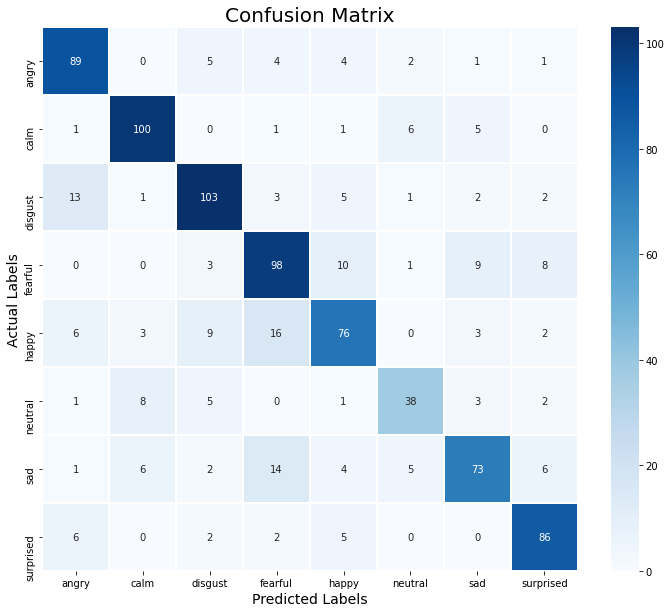 Confusion Matrix
angry 89 0 5 4 4 2 1 1
calm 1 100 0 1 1 6 5 0
disgust 13 1 103 3 5 1 2 2
fearful 0 0 3 98 10 1 9 8
happy 6 3 9 16 76 0 3 2
neutral 1 8 5 0 1 38 3 2
sad 1 6 2 14 4 5 73 6
surprised 6 0 2 2 5 0 0 86
angry calm disgust fearful happy neutral sad surprised
Predicted Labels
Actual Labels
100
80
60
40
20
0